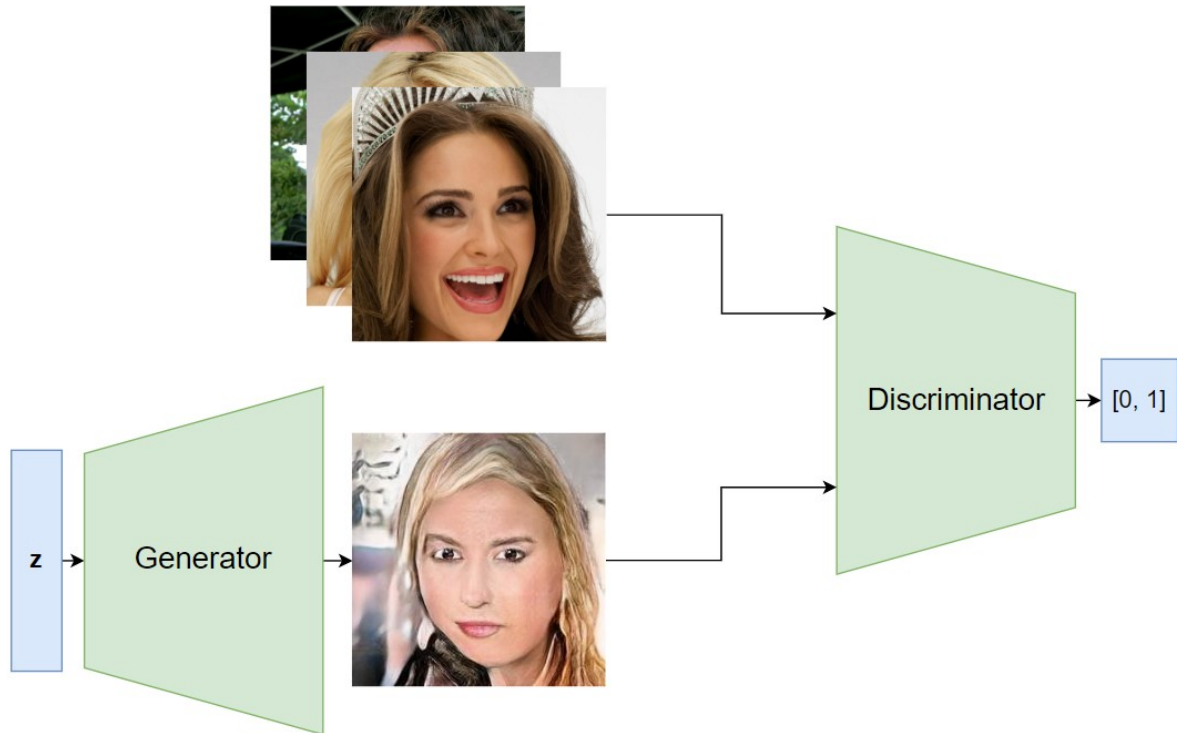 z
Generator
Discriminator
[0, 1]